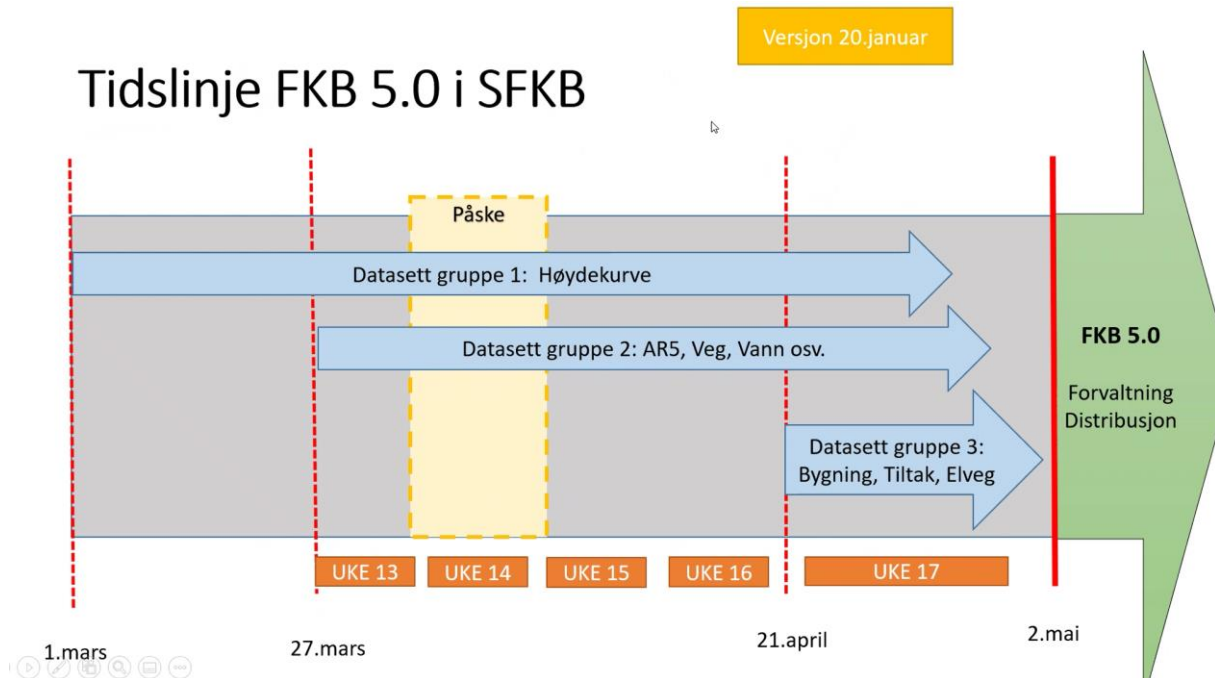 Versjon 20.januar
Tidslinje FKB 5.0 i SFKB
Påske
Datasett gruppe 1:  Høydekurve
Datasett gruppe 2: AR5, Veg, Vann osv.
Datasett gruppe 3:
Bygning, Tiltak, Elveg
FKB 5.0
Forvaltning
Distribusjon
UKE 13
UKE 14
UKE 15
UKE 16
UKE 17
1.mars
27.mars
21.april
2.mai